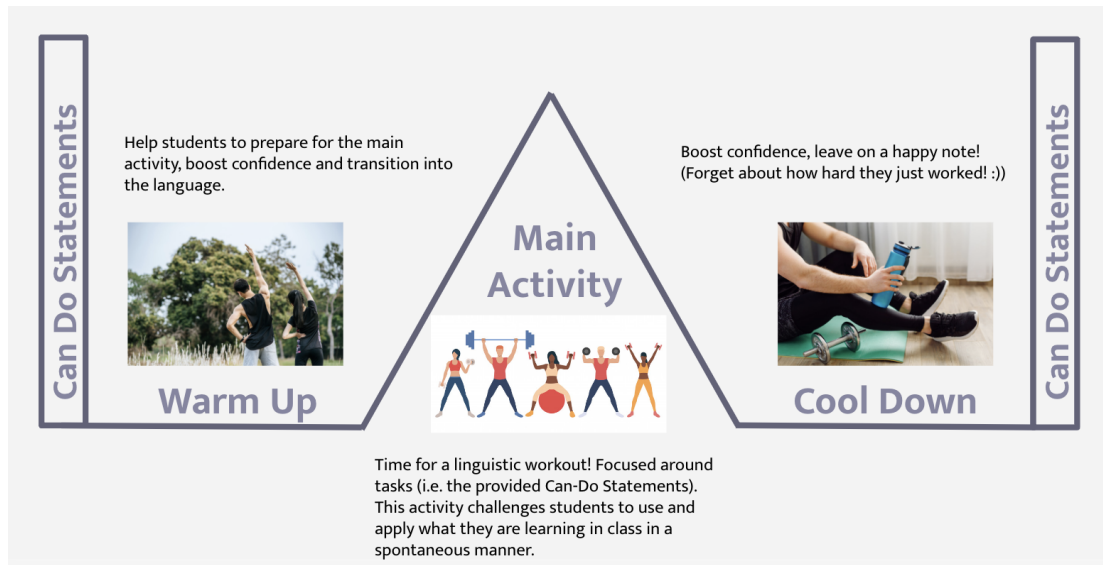 Can Do Statements
Help students to prepare for the main
activity, boost confidence and transition into
the language.
Warm Up
Main
Activity
Time for a linguistic workout! Focused around
tasks (i.e. the provided Can-Do Statements).
This activity challenges students to use and
apply what they are learning in class in a
spontaneous manner.
Boost confidence, leave on a happy note!
(Forget about how hard they just worked! :))
Cool Down
Can Do Statements